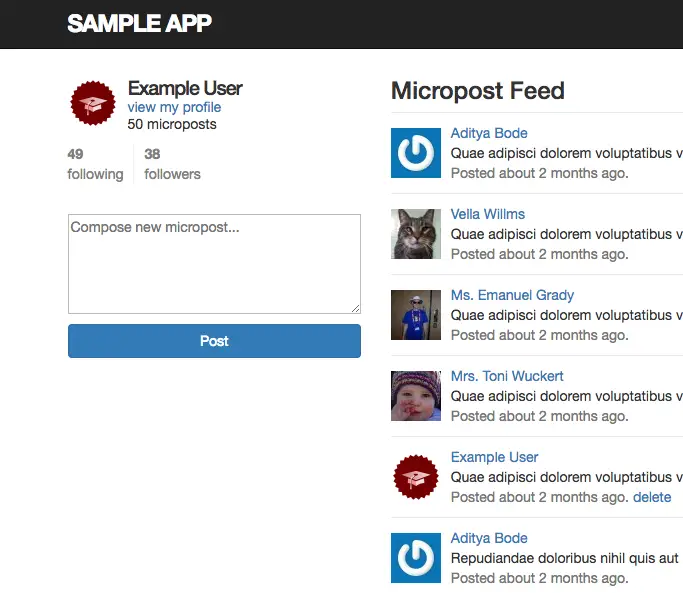 SAMPLE APP
Example User
view my profile
50 microposts
49
following
38
followers
Compose new micropost...
Post
Micropost Feed
Aditya Bode
Quae adipisci dolorem voluptatibus v
Posted about 2 months ago.
Vella Willms
Quae adipisci dolorem voluptatibus v
Posted about 2 months ago.
Ms. Emanuel Grady
Quae adipisci dolorem voluptatibus v
Posted about 2 months ago.
Mrs. Toni Wuckert
Quae adipisci dolorem voluptatibus v
Posted about 2 months ago.
Example User
Quae adipisci dolorem voluptatibus v
Posted about 2 months ago. delete
Aditya Bode
Repudiandae doloribus nihil quis aut
Posted about 2 months ago.